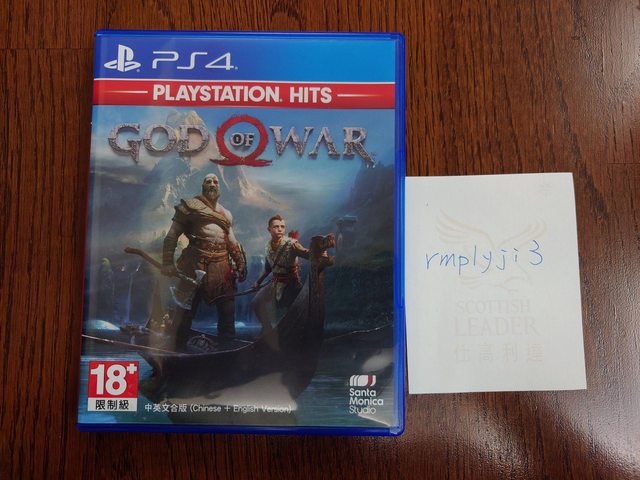 PS4
PLAYSTATION HITS
GOD OF WAR
18+
限制級
中英文合版 (Chinese + English Version)
Santa
Monica
Studio
rmplyji3
SCOTTISH
LEADER
仕高利達